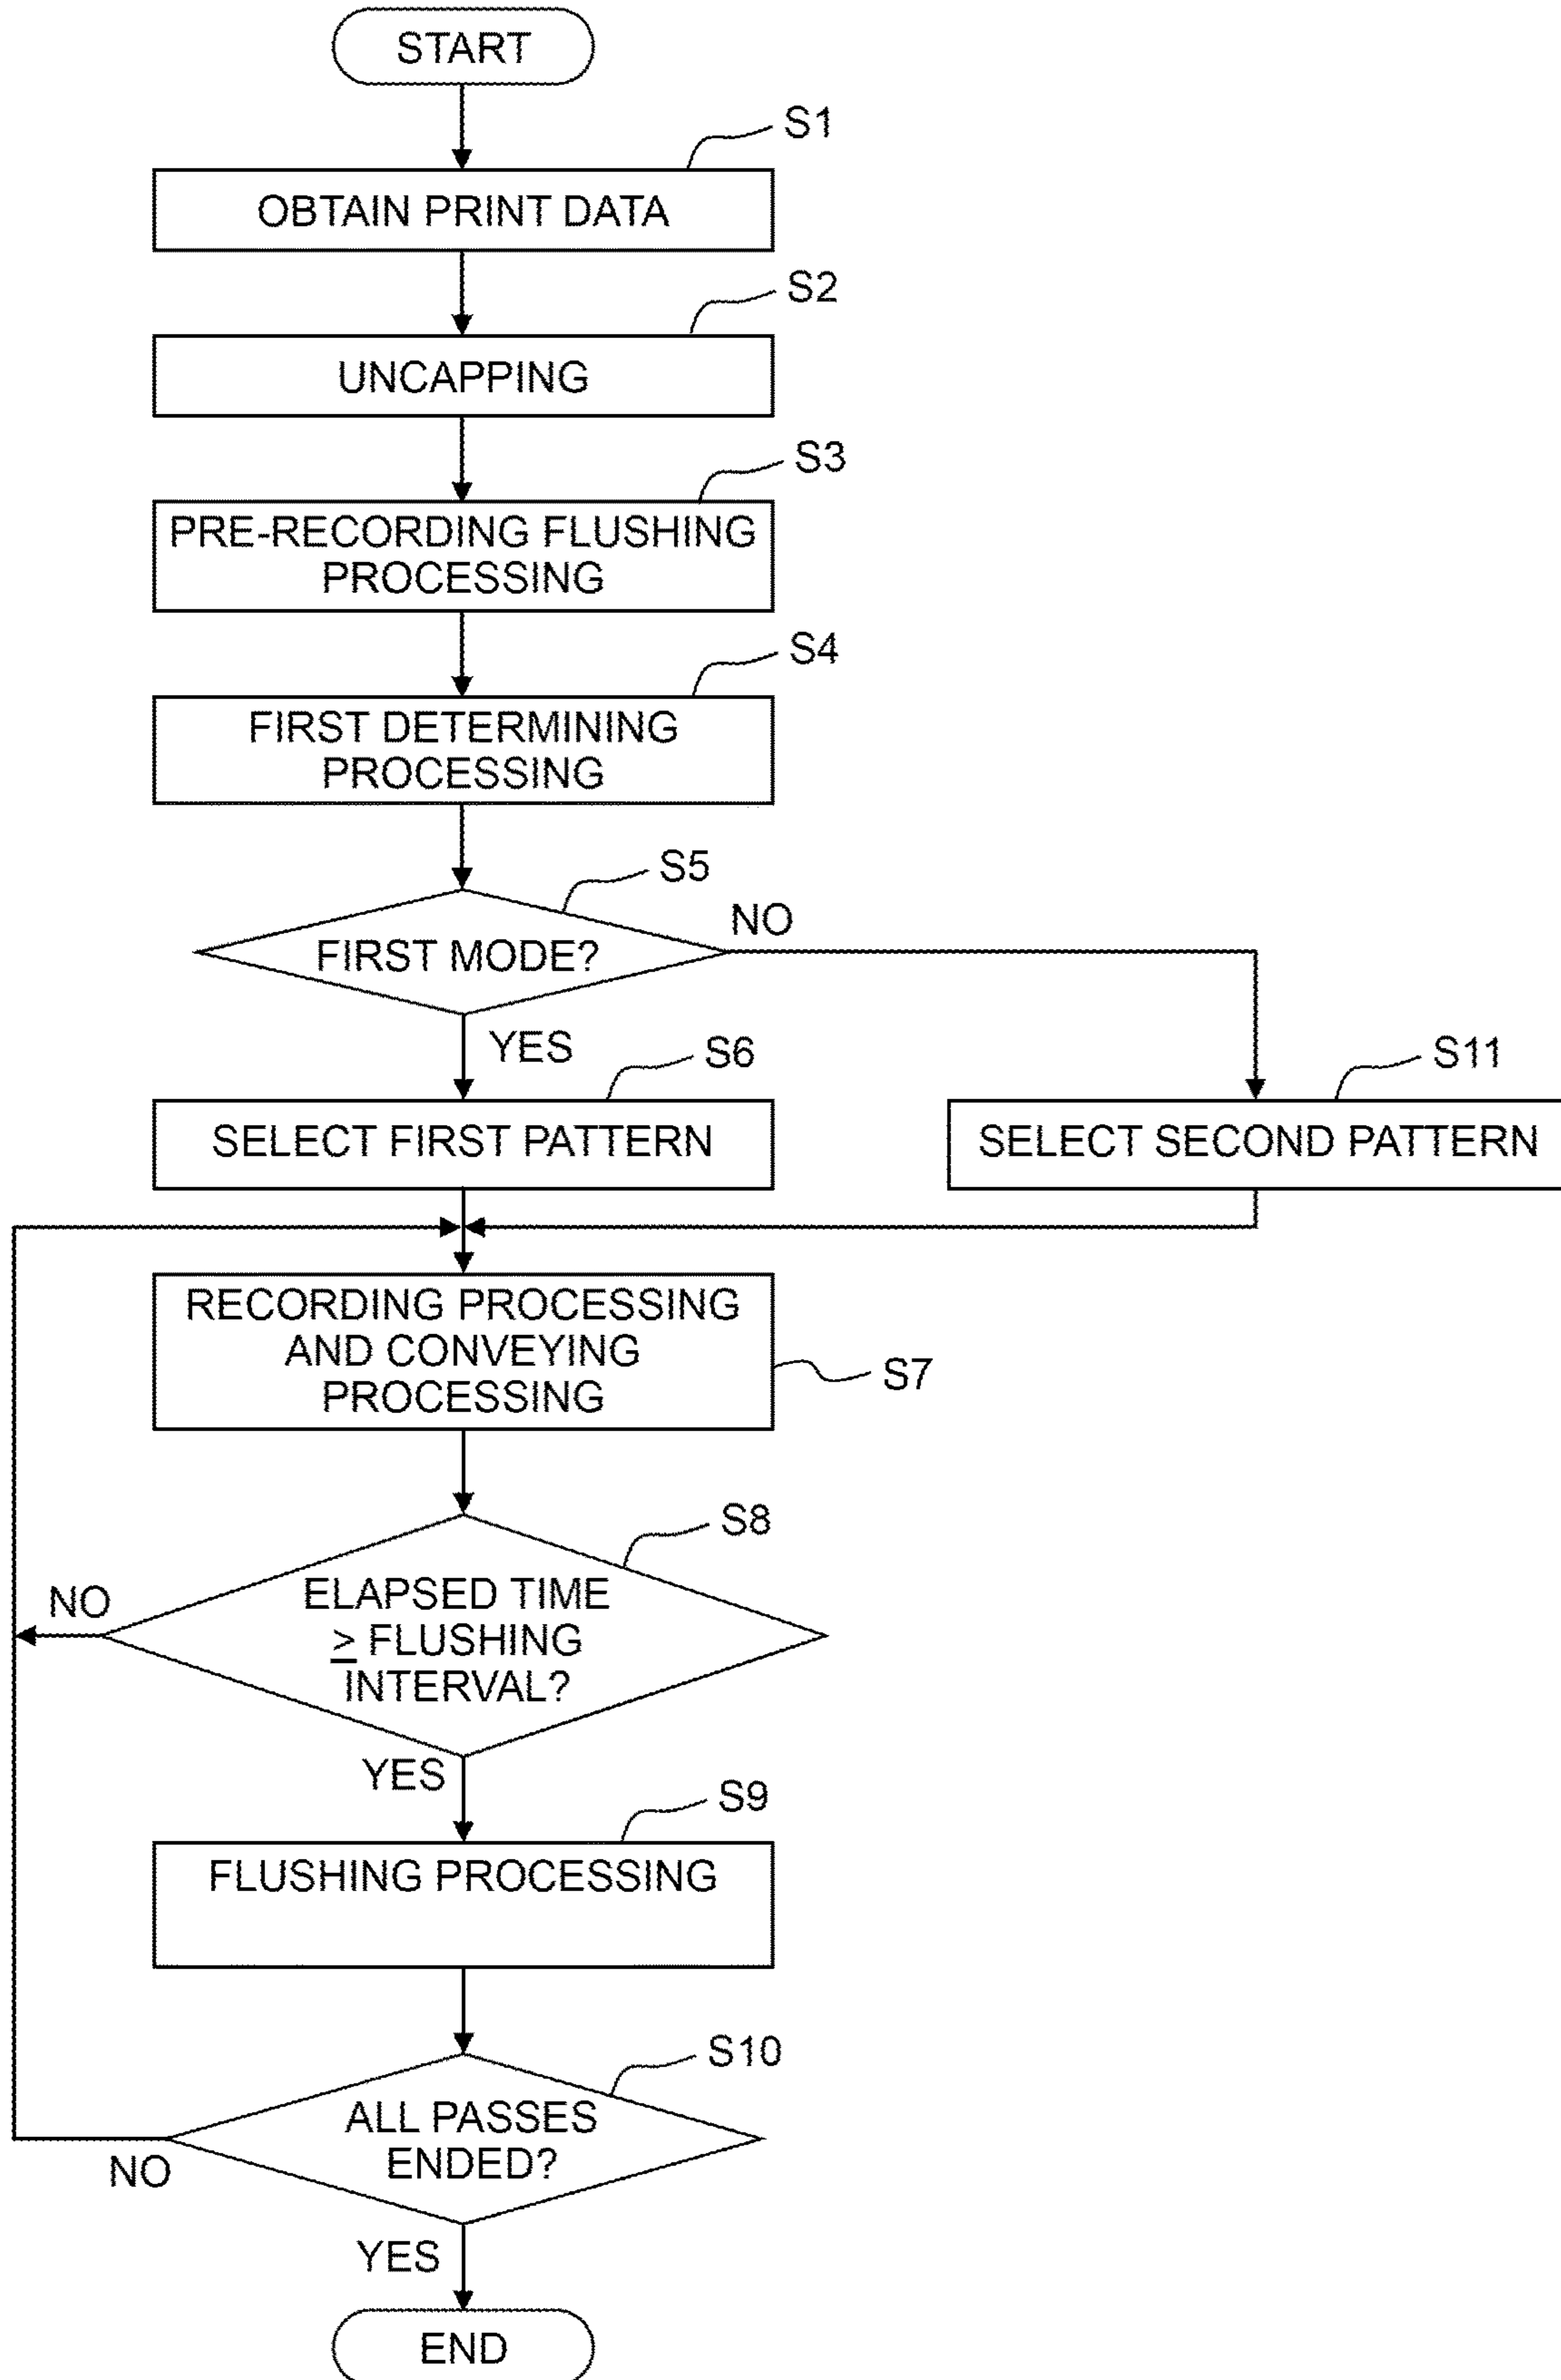 START
S1
OBTAIN PRINT DATA
S2
UNCAPPING
S3
PRE-RECORDING FLUSHING
PROCESSING
S4
FIRST DETERMINING
PROCESSING
S5
NO
FIRST MODE?
YES
S6
S11
SELECT FIRST PATTERN
SELECT SECOND PATTERN
RECORDING PROCESSING
AND CONVEYING
PROCESSING
S7
S8
NO
ELAPSED TIME
≥ FLUSHING
INTERVAL?
YES
S9
FLUSHING PROCESSING
S10
ALL PASSES
ENDED?
NO
YES
END